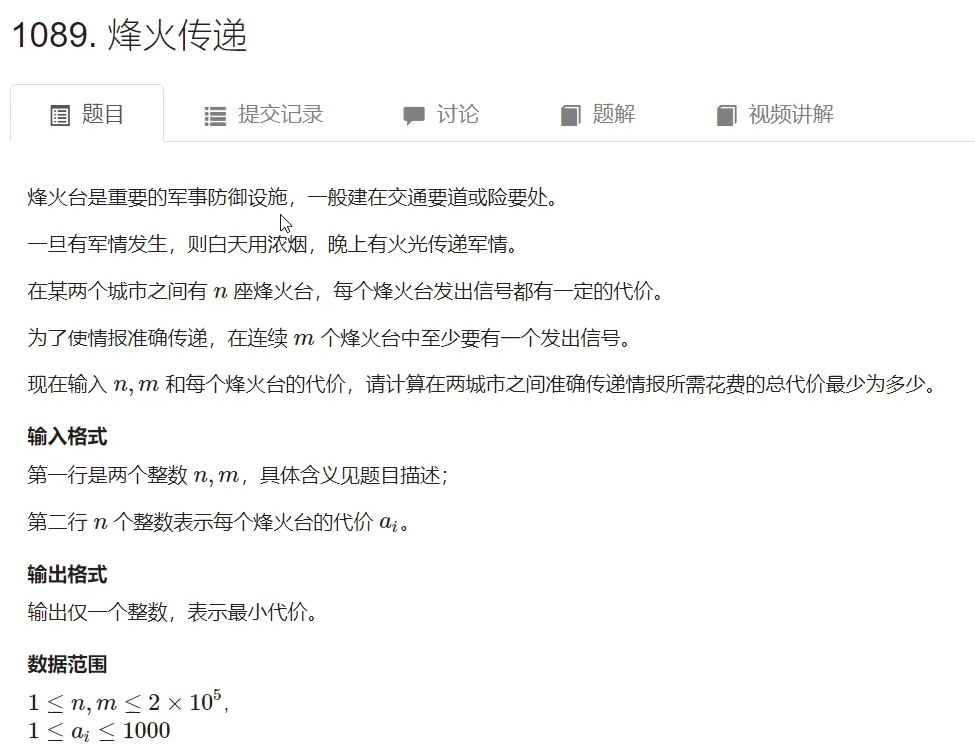 1089. 烽火传递
题目 提交记录 讨论 题解 视频讲解
烽火台是重要的军事防御设施，一般建在交通要道或险要处。
一旦有军情发生，则白天用浓烟，晚上有火光传递军情。
在某两个城市之间有 n 座烽火台，每个烽火台发出信号都有一定的代价。
为了使情报准确传递，在连续 m 个烽火台中至少要有一个发出信号。
现在输入 n, m 和每个烽火台的代价，请计算在两城市之间准确传递情报所需花费的总代价最少为多少。
输入格式
第一行是两个整数 n, m，具体含义见题目描述；
第二行 n 个整数表示每个烽火台的代价 aᵢ。
输出格式
输出仅一个整数，表示最小代价。
数据范围
1 ≤ n, m ≤ 2 × 10⁵,
1 ≤ aᵢ ≤ 1000